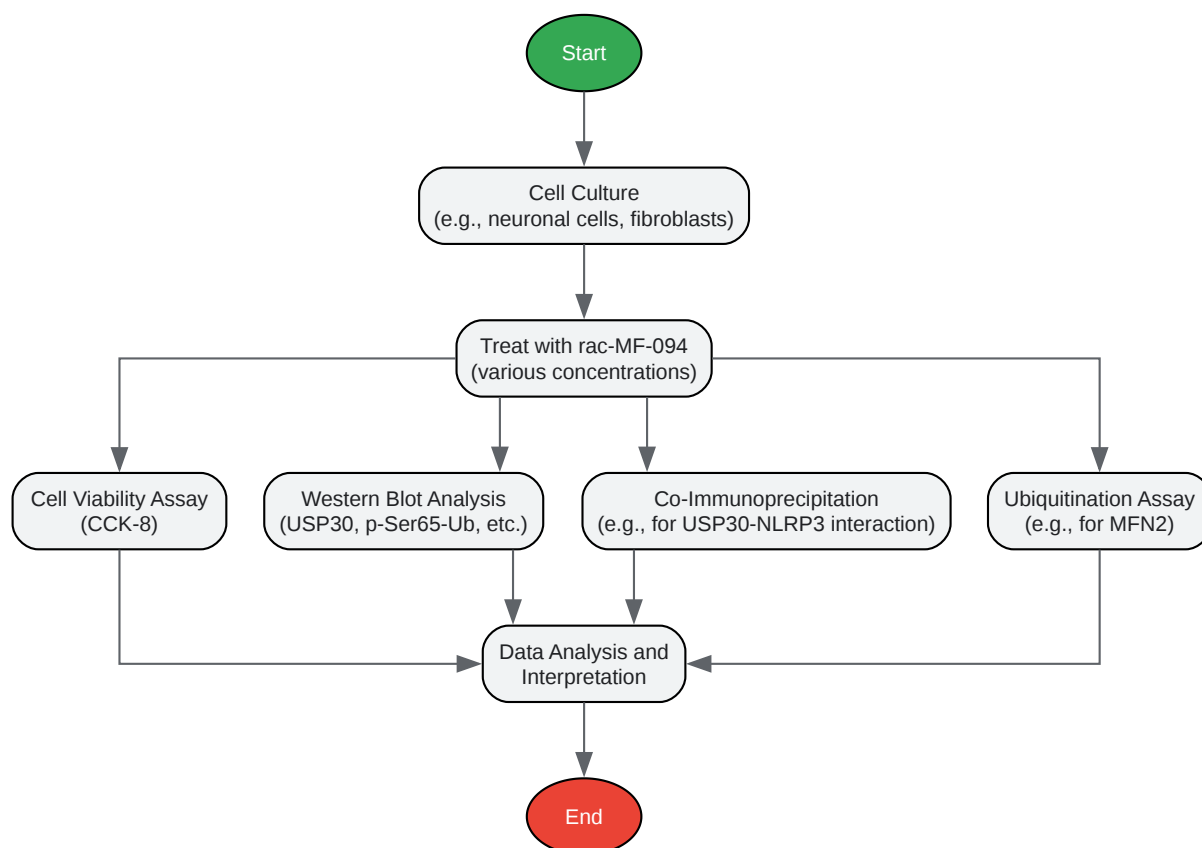 Start
Cell Culture
(e.g., neuronal cells, fibroblasts)
Treat with rac-MF-094
(various concentrations)
Cell Viability Assay
(CCK-8)
Western Blot Analysis
(USP30, p-Ser65-Ub, etc.)
Co-Immunoprecipitation
(e.g., for USP30-NLRP3 interaction)
Ubiquitination Assay
(e.g., for MFN2)
Data Analysis and
Interpretation
End